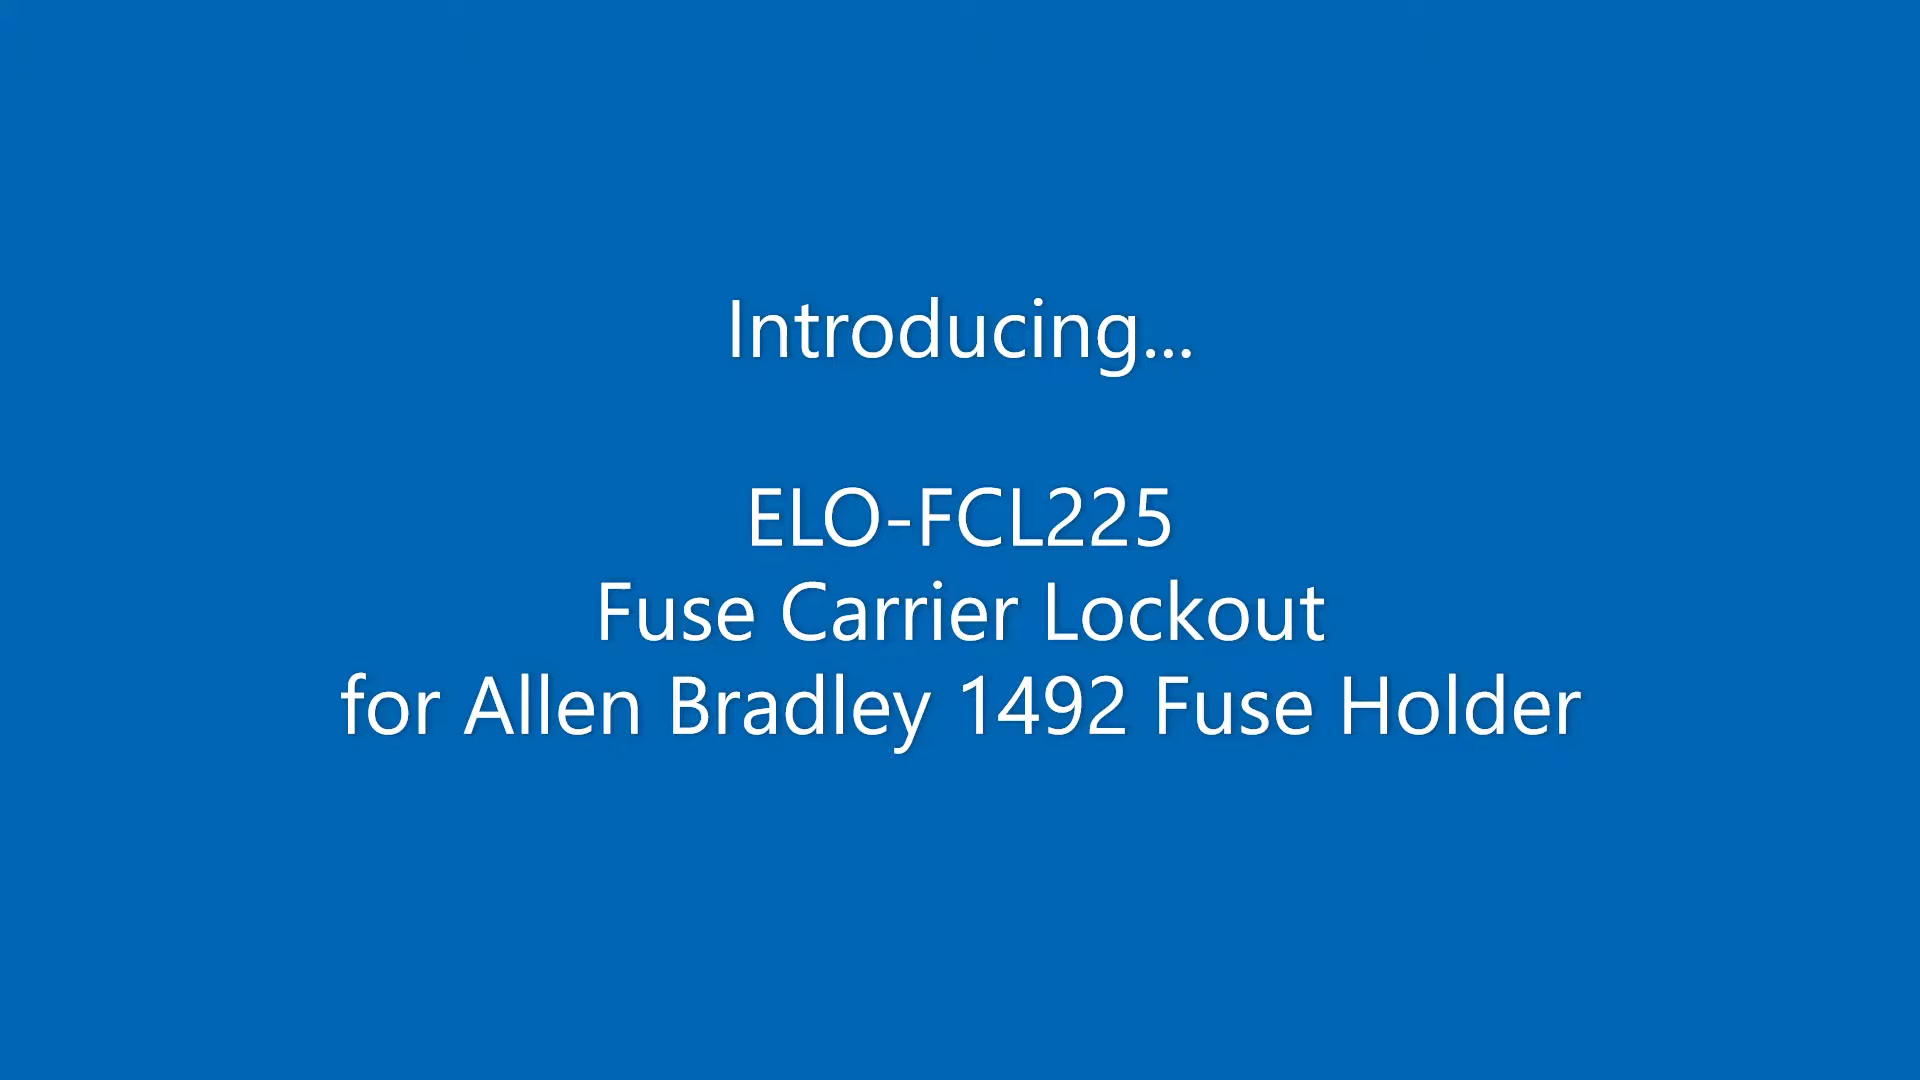 Introducing...
ELO-FCL225
Fuse Carrier Lockout
for Allen Bradley 1492 Fuse Holder